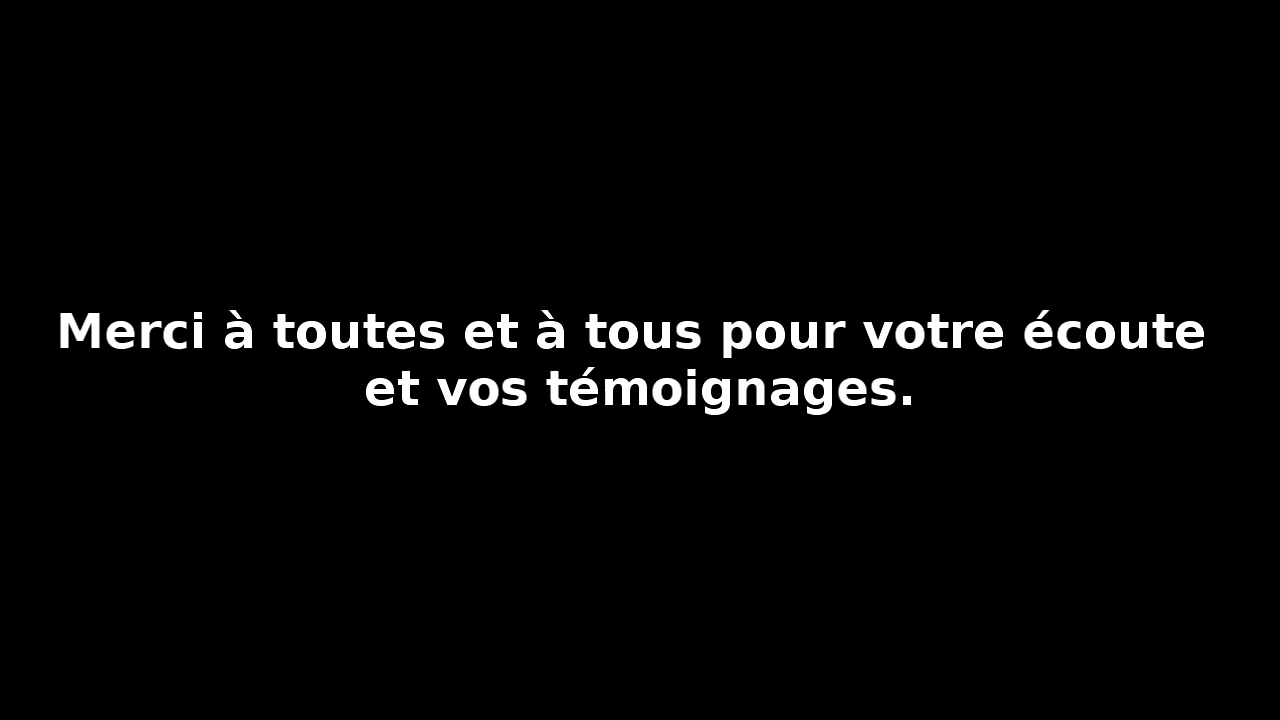 Merci à toutes et à tous pour votre écoute
et vos témoignages.